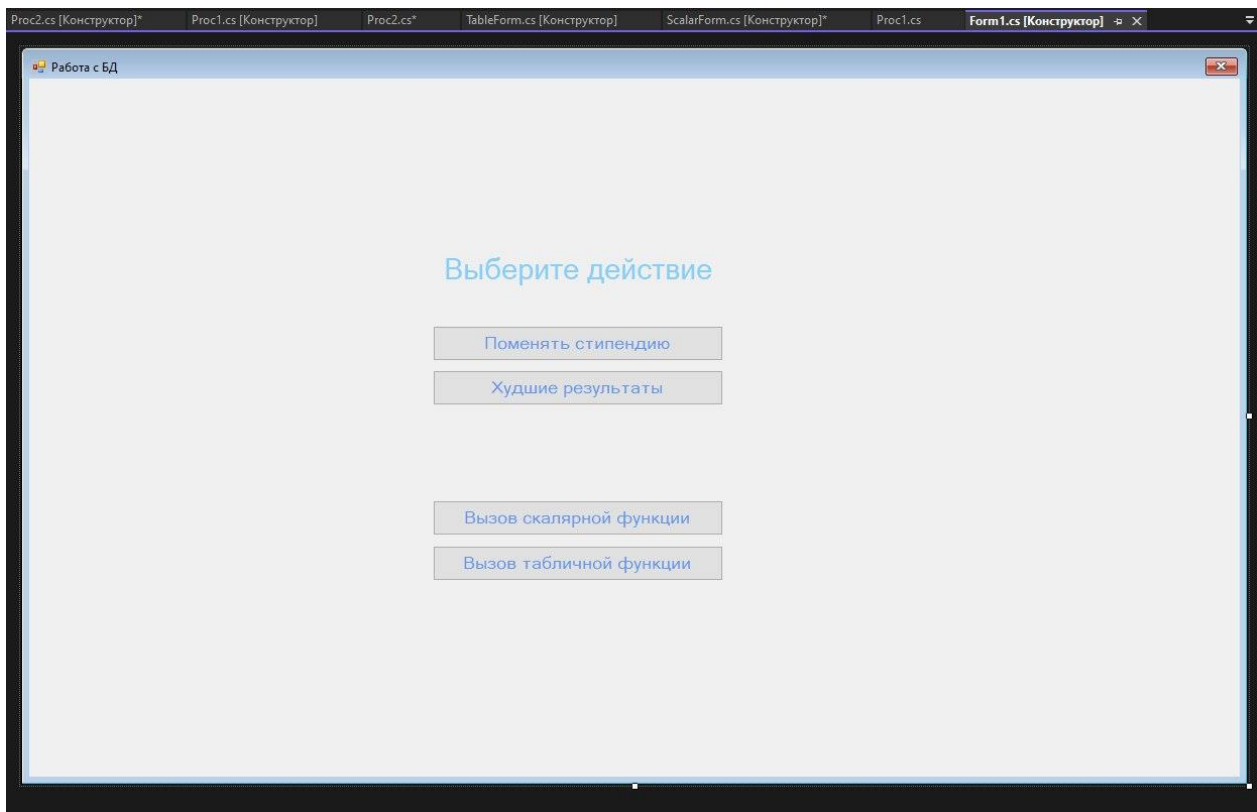 Proc2.cs [Конструктор]* Proc1.cs [Конструктор] Proc2.cs* TableForm.cs [Конструктор] ScalarForm.cs [Конструктор]* Proc1.cs Form1.cs [Конструктор]
Работа с БД
Выберите действие
Поменять стипендию
Худшие результаты
Вызов скалярной функции
Вызов табличной функции